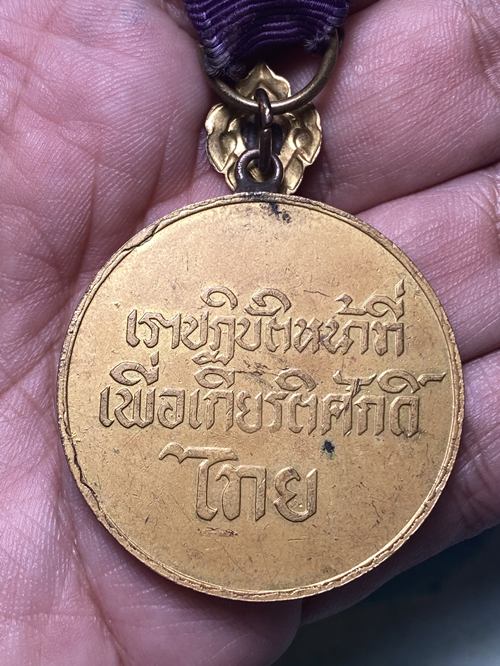 เราปฏิบัติหน้าที่
เพื่อเกียรติศักดิ์
ไทย